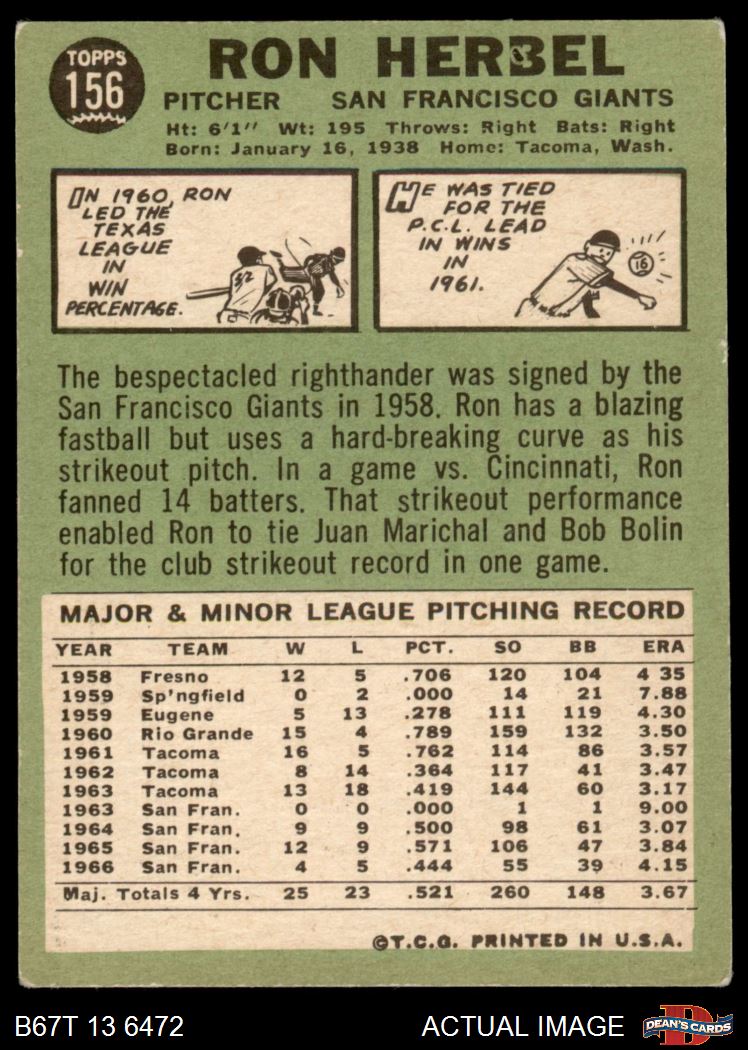 TOPPS
156
RON HERBEL
PITCHER SAN FRANCISCO GIANTS
Ht: 6'1" Wt: 195 Throws: Right Bats: Right
Born: January 16, 1938 Home: Tacoma, Wash.
IN 1960, RON
LED THE
TEXAS
LEAGUE
IN
WIN
PERCENTAGE.
HE WAS TIED
FOR THE
P.C.L. LEAD
IN WINS
IN
1961.
16
The bespectacled righthander was signed by the
San Francisco Giants in 1958. Ron has a blazing
fastball but uses a hard-breaking curve as his
strikeout pitch. In a game vs. Cincinnati, Ron
fanned 14 batters. That strikeout performance
enabled Ron to tie Juan Marichal and Bob Bolin
for the club strikeout record in one game.
MAJOR & MINOR LEAGUE PITCHING RECORD
YEAR TEAM W L PCT. SO BB ERA
1958 Fresno 12 5 .706 120 104 4 35
1959 Sp'ngfield 0 2 .000 14 21 7.88
1959 Eugene 5 13 .278 111 119 4.30
1960 Rio Grande 15 4 .789 159 132 3.50
1961 Tacoma 16 5 .762 114 86 3.57
1962 Tacoma 8 14 .364 117 41 3.47
1963 Tacoma 13 18 .419 144 60 3.17
1963 San Fran. 0 0 .000 1 1 9.00
1964 San Fran. 9 9 .500 98 61 3.07
1965 San Fran. 12 9 .571 106 47 3.84
1966 San Fran. 4 5 .444 55 39 4.15
Maj. Totals 4 Yrs. 25 23 .521 260 148 3.67
©T.C.G. PRINTED IN U.S.A.
B67T 13 6472 ACTUAL IMAGE DEAN'S CARDS